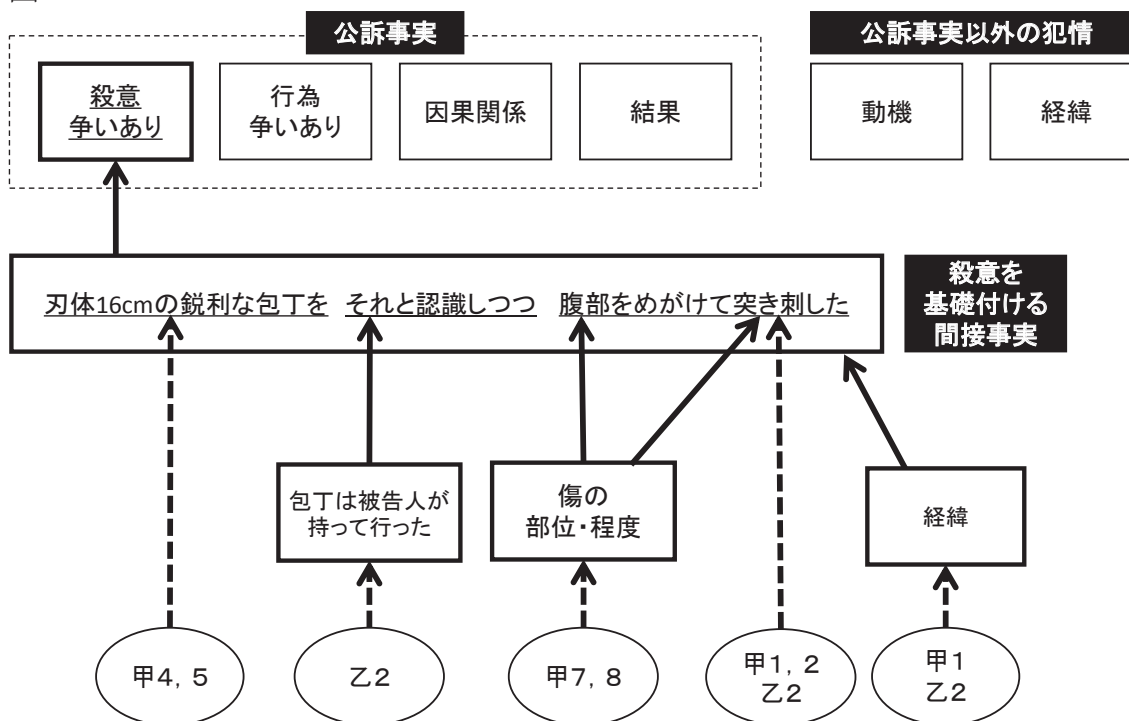 公訴事実
公訴事実以外の犯情
殺意
争いあり
行為
争いあり
因果関係
結果
動機
経緯
刃体16cmの鋭利な包丁を それと認識しつつ 腹部をめがけて突き刺した
殺意を
基礎付ける
間接事実
包丁は被告人が
持って行った
傷の
部位・程度
経緯
甲4，5
乙2
甲7，8
甲1，2
乙2
甲1
乙2